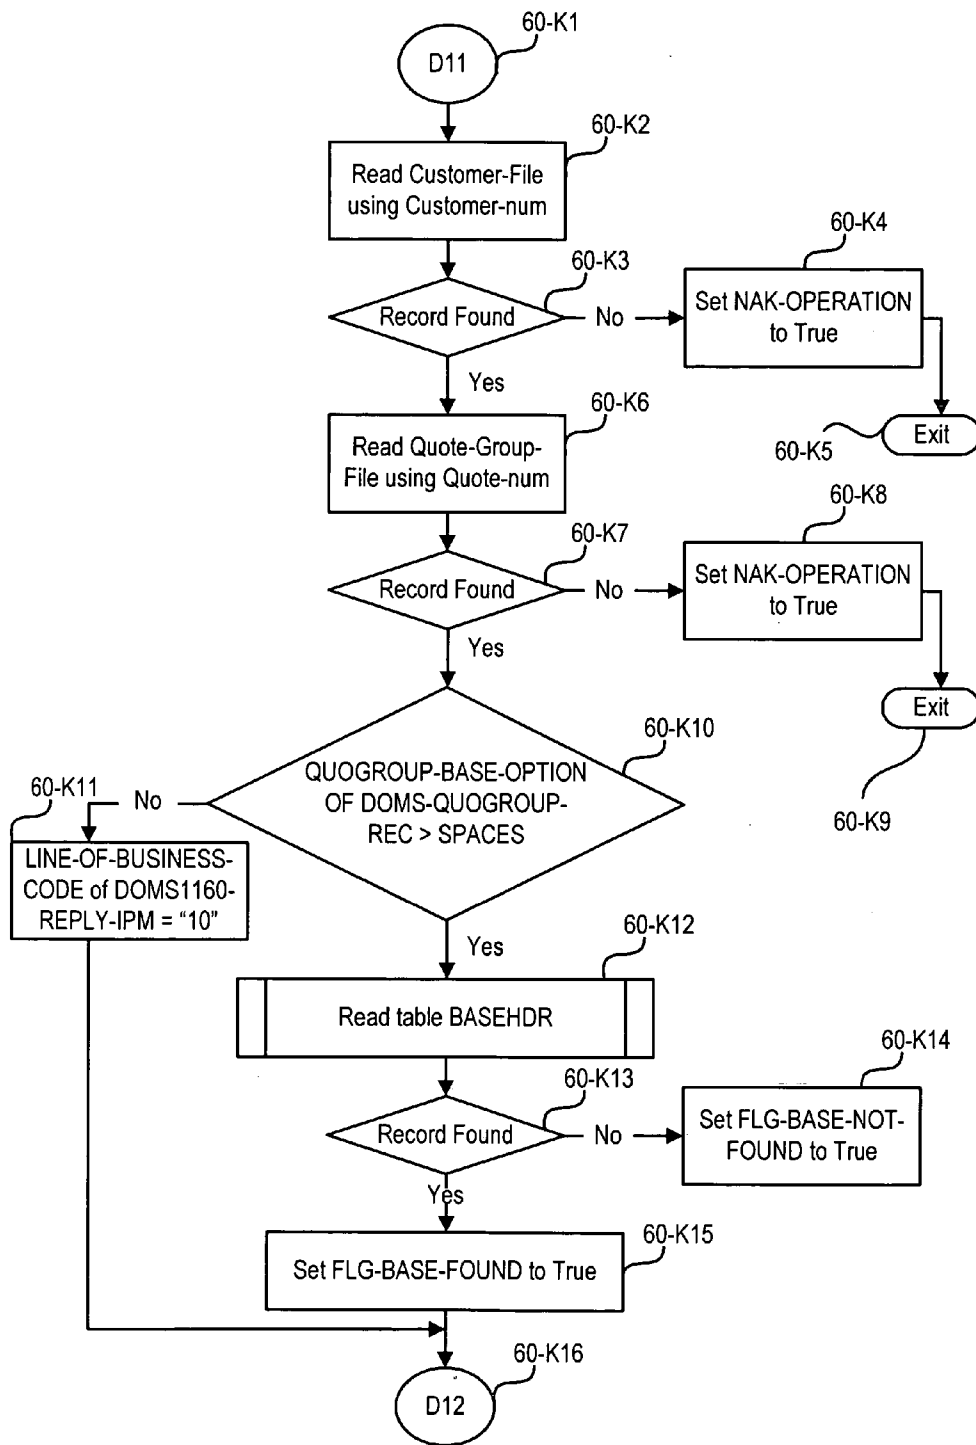 60-K1
D11
60-K2
Read Customer-File
using Customer-num
60-K3
60-K4
Record Found
No
Set NAK-OPERATION
to True
Yes
60-K5
Exit
60-K6
Read Quote-Group-
File using Quote-num
60-K7
60-K8
Record Found
No
Set NAK-OPERATION
to True
Yes
Exit
60-K9
60-K10
QUOGROUP-BASE-OPTION
OF DOMS-QUOGROUP-
REC > SPACES
60-K11
No
LINE-OF-BUSINESS-
CODE of DOMS1160-
REPLY-IPM = “10”
Yes
60-K12
Read table BASEHDR
60-K13
60-K14
Record Found
No
Set FLG-BASE-NOT-
FOUND to True
Yes
60-K15
Set FLG-BASE-FOUND to True
60-K16
D12